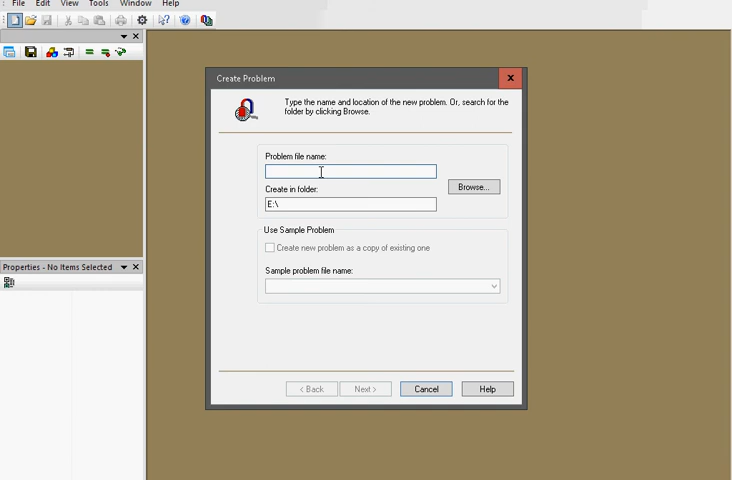 File Edit View Tools Window Help
Create Problem
Type the name and location of the new problem. Or, search for the
folder by clicking Browse.
Problem file name:
Create in folder:
Browse...
E:\
Use Sample Problem
Create new problem as a copy of existing one
Sample problem file name:
Properties - No Items Selected
< Back Next > Cancel Help